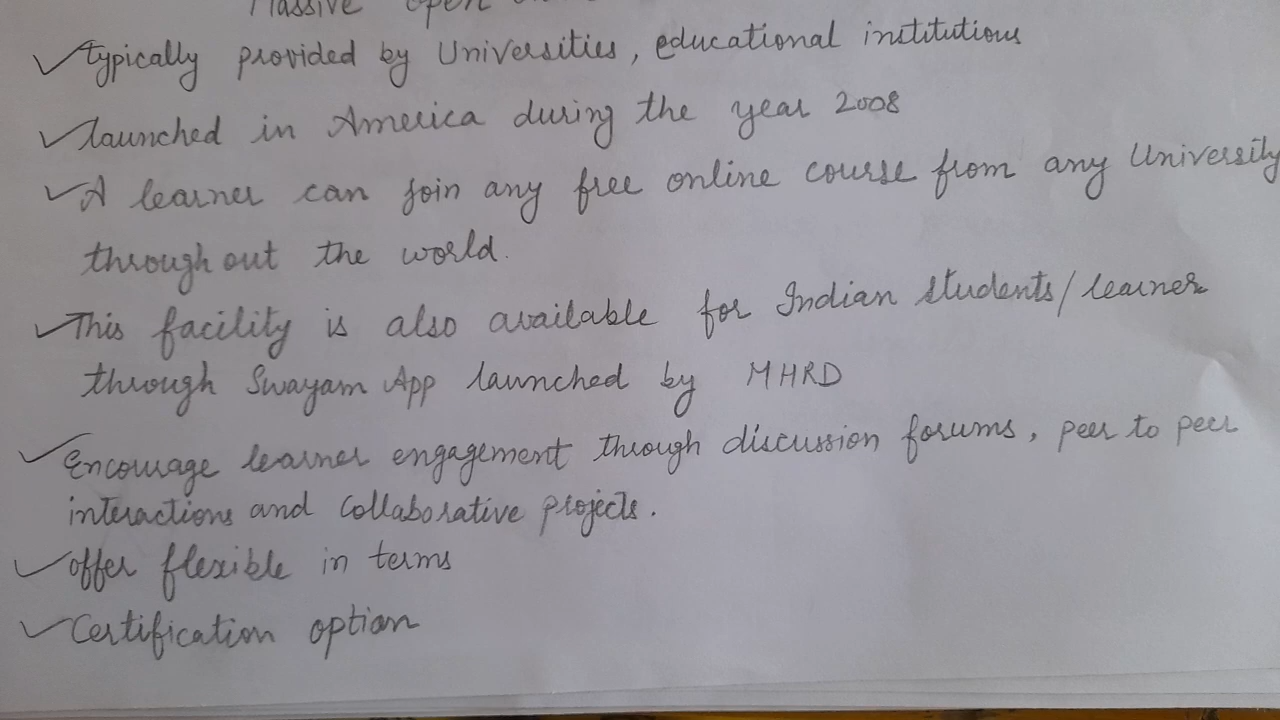 Massive open
✓ typically provided by Universities, educational institutions
✓ launched in America during the year 2008
✓ A learner can join any free online course from any University
through out the world.
✓ This facility is also available for Indian students/learner
through Swayam App launched by MHRD
✓ Encourage learner engagement through discussion forums, peer to peer
interactions and collaborative projects.
✓ offer flexible in terms
✓ Certification option